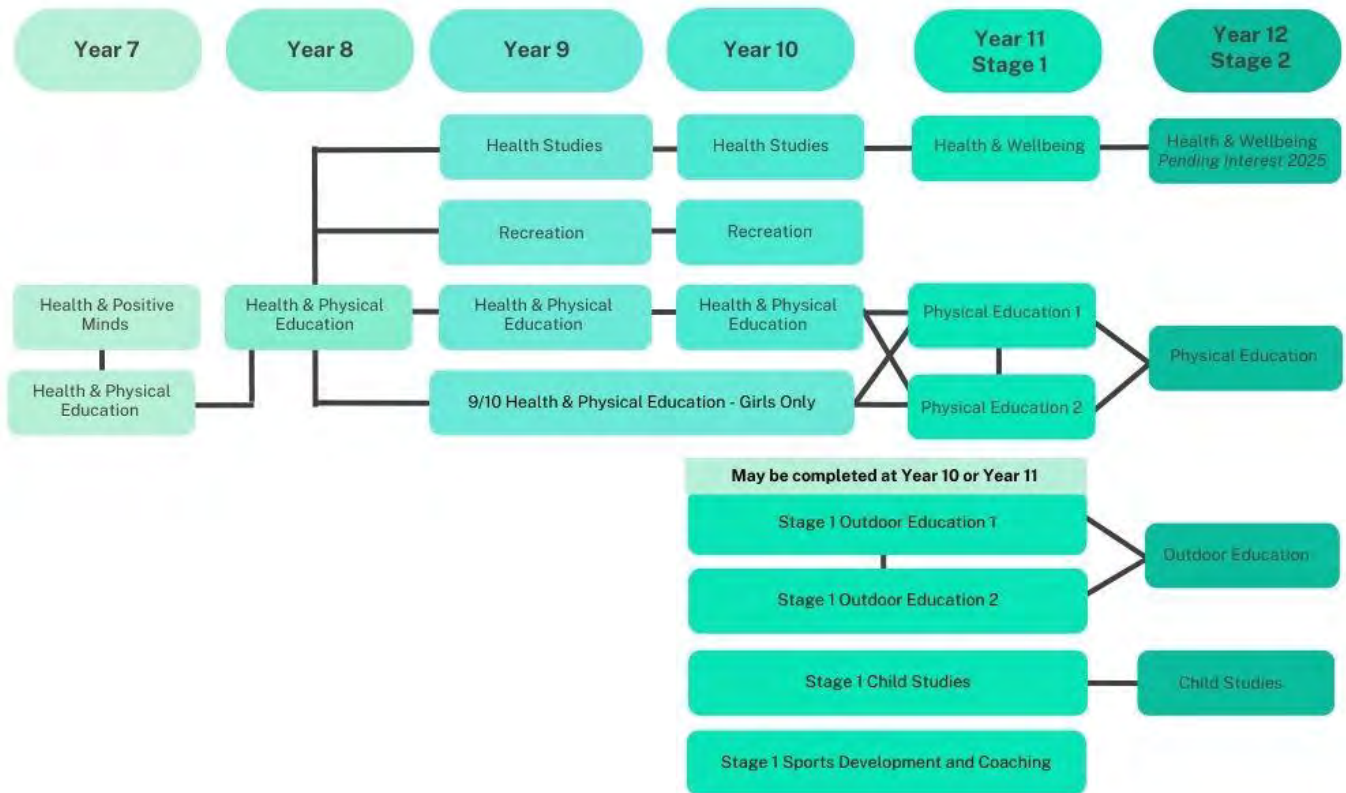 Year 7
Year 8
Year 9
Year 10
Year 11
Stage 1
Year 12
Stage 2
Health Studies
Health Studies
Health & Wellbeing
Health & Wellbeing
Pending Interest 2025
Recreation
Recreation
Health & Positive
Minds
Health & Physical
Education
Health & Physical
Education
Health & Physical
Education
Physical Education 1
Physical Education
Health & Physical
Education
9/10 Health & Physical Education - Girls Only
Physical Education 2
May be completed at Year 10 or Year 11
Stage 1 Outdoor Education 1
Outdoor Education
Stage 1 Outdoor Education 2
Stage 1 Child Studies
Child Studies
Stage 1 Sports Development and Coaching